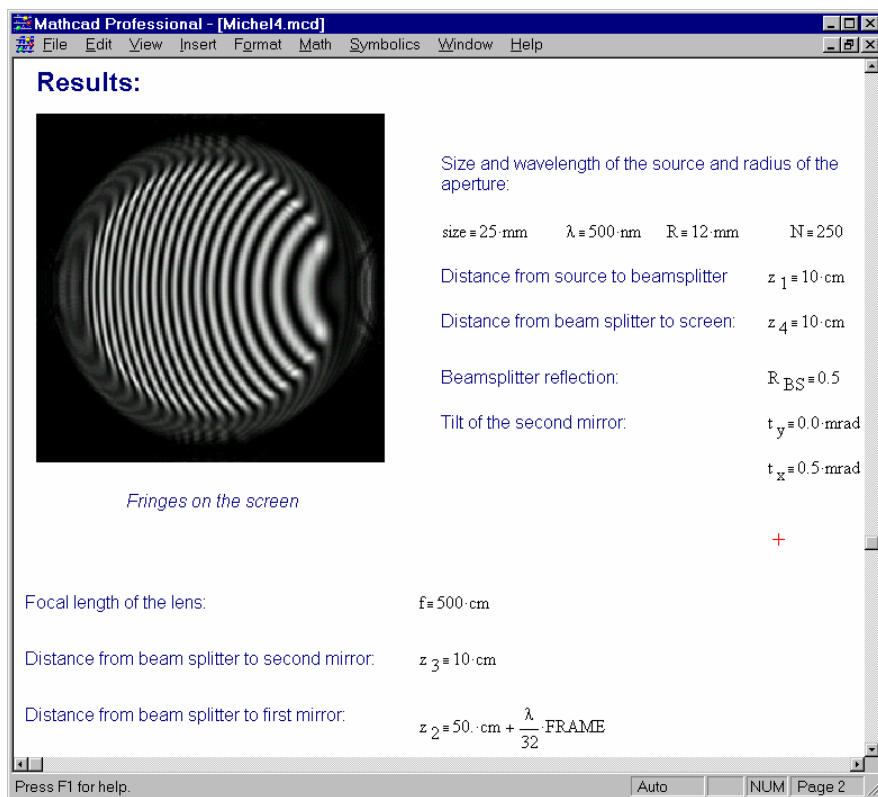 Mathcad Professional - [Michel4.mcd]
File Edit View Insert Format Math Symbolics Window Help
Results:
Size and wavelength of the source and radius of the
aperture:
size ≡ 25·mm λ ≡ 500·nm R ≡ 12·mm N ≡ 250
Distance from source to beamsplitter z 1 ≡ 10·cm
Distance from beam splitter to screen: z 4 ≡ 10·cm
Beamsplitter reflection: R BS ≡ 0.5
Tilt of the second mirror: t y ≡ 0.0·mrad
t x ≡ 0.5·mrad
Fringes on the screen
Focal length of the lens: f ≡ 500·cm
Distance from beam splitter to second mirror: z 3 ≡ 10·cm
Distance from beam splitter to first mirror: z 2 ≡ 50.·cm + λ/32·FRAME
Press F1 for help. Auto NUM Page 2